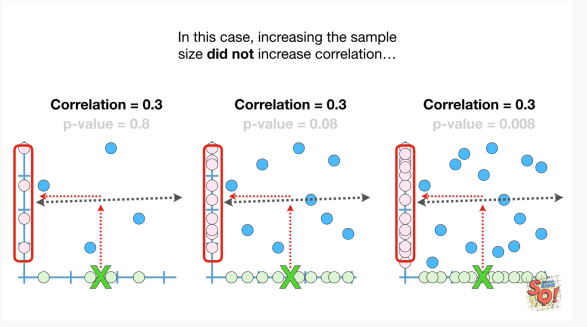 In this case, increasing the sample
size did not increase correlation…
Correlation = 0.3
p-value = 0.8
Correlation = 0.3
p-value = 0.08
Correlation = 0.3
p-value = 0.008
X
X
X
SQ!